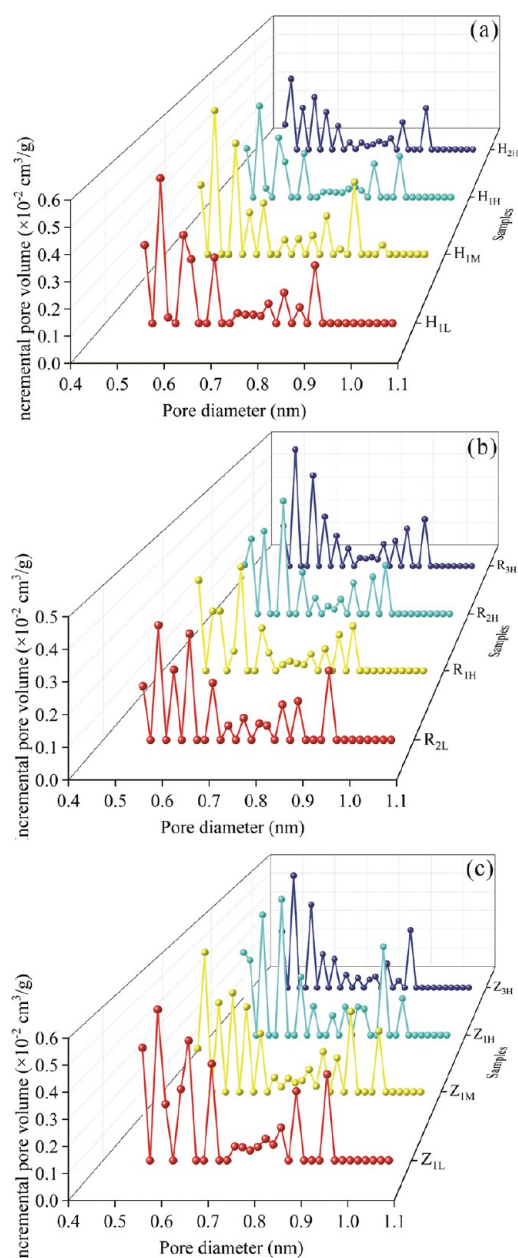 (a)
ncremental pore volume (×10⁻² cm³/g)
0.6
0.5
0.4
0.3
0.2
0.1
0.0
0.4 0.5 0.6 0.7 0.8 0.9 1.0 1.1
Pore diameter (nm)
H2H
H1H
Samples
H1M
H1L
(b)
ncremental pore volume (×10⁻² cm³/g)
0.5
0.4
0.3
0.2
0.1
0.0
0.4 0.5 0.6 0.7 0.8 0.9 1.0 1.1
Pore diameter (nm)
R3H
R2H
Samples
R1H
R2L
(c)
ncremental pore volume (×10⁻² cm³/g)
0.6
0.5
0.4
0.3
0.2
0.1
0.0
0.4 0.5 0.6 0.7 0.8 0.9 1.0 1.1
Pore diameter (nm)
Z3H
Z1H
Samples
Z1M
Z1L